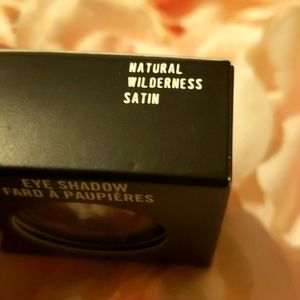 NATURAL
WILDERNESS
SATIN
EYE SHADOW
FARD À PAUPIÈRES